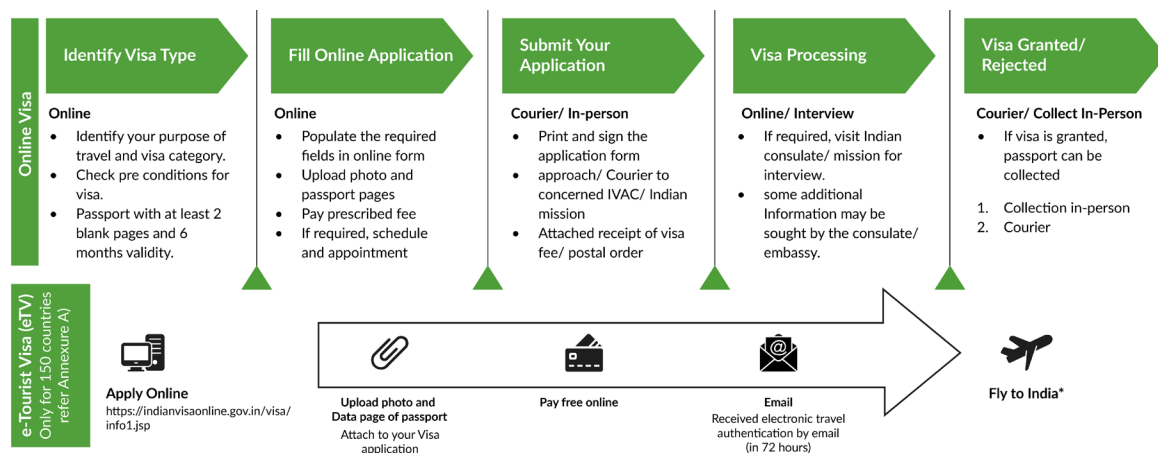 Online Visa
Identify Visa Type
Online
• Identify your purpose of
travel and visa category.
• Check pre conditions for
visa.
• Passport with at least 2
blank pages and 6
months validity.
Fill Online Application
Online
• Populate the required
fields in online form
• Upload photo and
passport pages
• Pay prescribed fee
• If required, schedule
and appointment
Submit Your
Application
Courier/ In-person
• Print and sign the
application form
• approach/ Courier to
concerned IVAC/ Indian
mission
• Attached receipt of visa
fee/ postal order
Visa Processing
Online/ Interview
• If required, visit Indian
consulate/ mission for
interview.
• some additional
Information may be
sought by the consulate/
embassy.
Visa Granted/
Rejected
Courier/ Collect In-Person
• If visa is granted,
passport can be
collected
1. Collection in-person
2. Courier
e-Tourist Visa (eTV)
Only for 150 countries
refer Annexure A)
Apply Online
https://indianvisaonline.gov.in/visa/
info1.jsp
Upload photo and
Data page of passport
Attach to your Visa
application
Pay free online
@
Email
Received electronic travel
authentication by email
(in 72 hours)
Fly to India*